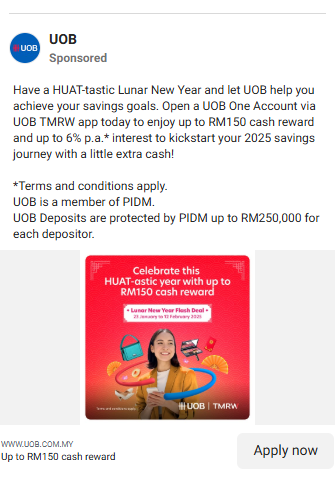 UOB
UOB
Sponsored
Have a HUAT-tastic Lunar New Year and let UOB help you
achieve your savings goals. Open a UOB One Account via
UOB TMRW app today to enjoy up to RM150 cash reward
and up to 6% p.a.* interest to kickstart your 2025 savings
journey with a little extra cash!
*Terms and conditions apply.
UOB is a member of PIDM.
UOB Deposits are protected by PIDM up to RM250,000 for
each depositor.
Celebrate this
HUAT-astic year with up to
RM150 cash reward
• Lunar New Year Flash Deal •
23 January to 12 February 2025
Terms and conditions apply.
UOB | TMRW
WWW.UOB.COM.MY
Up to RM150 cash reward
Apply now